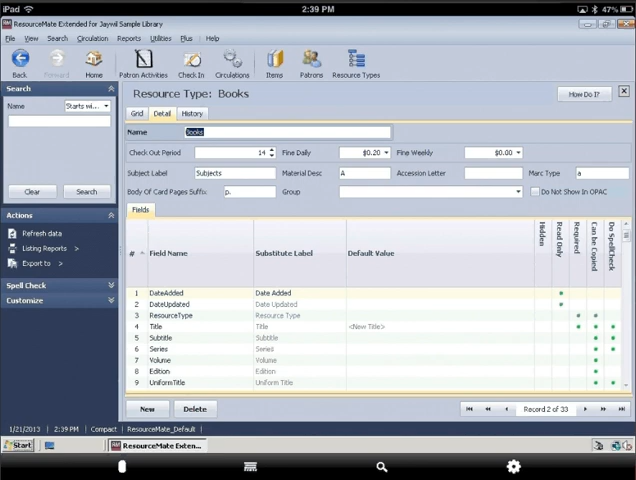 iPad
2:39 PM
47%
RM ResourceMate Extended for Jaywil Sample Library
File View Search Circulation Reports Utilities Plus Help
Back Forward Home Patron Activities Check In Circulations Items Patrons Resource Types
Search
Name Starts wi...
Clear Search
Actions
Refresh data
Listing Reports >
Export to >
Spell Check
Customize
Resource Type: Books
How Do I?
Grid Detail History
Name Books
Check Out Period 14 Fine Daily $0.20 Fine Weekly $0.00
Subject Label Subjects Material Desc A Accession Letter Marc Type a
Body Of Card Pages Suffix p. Group Do Not Show In OPAC
Fields
# Field Name Substitute Label Default Value Hidden Read Only Required Can be Copied Do SpellCheck
1 DateAdded Date Added
2 DateUpdated Date Updated
3 ResourceType Resource Type
4 Title Title <New Title>
5 Subtitle Subtitle
6 Series Series
7 Volume Volume
8 Edition Edition
9 UniformTitle Uniform Title
New Delete Record 2 of 33
1/21/2013 2:39 PM Compact ResourceMate_Default
Start RM ResourceMate Exten...